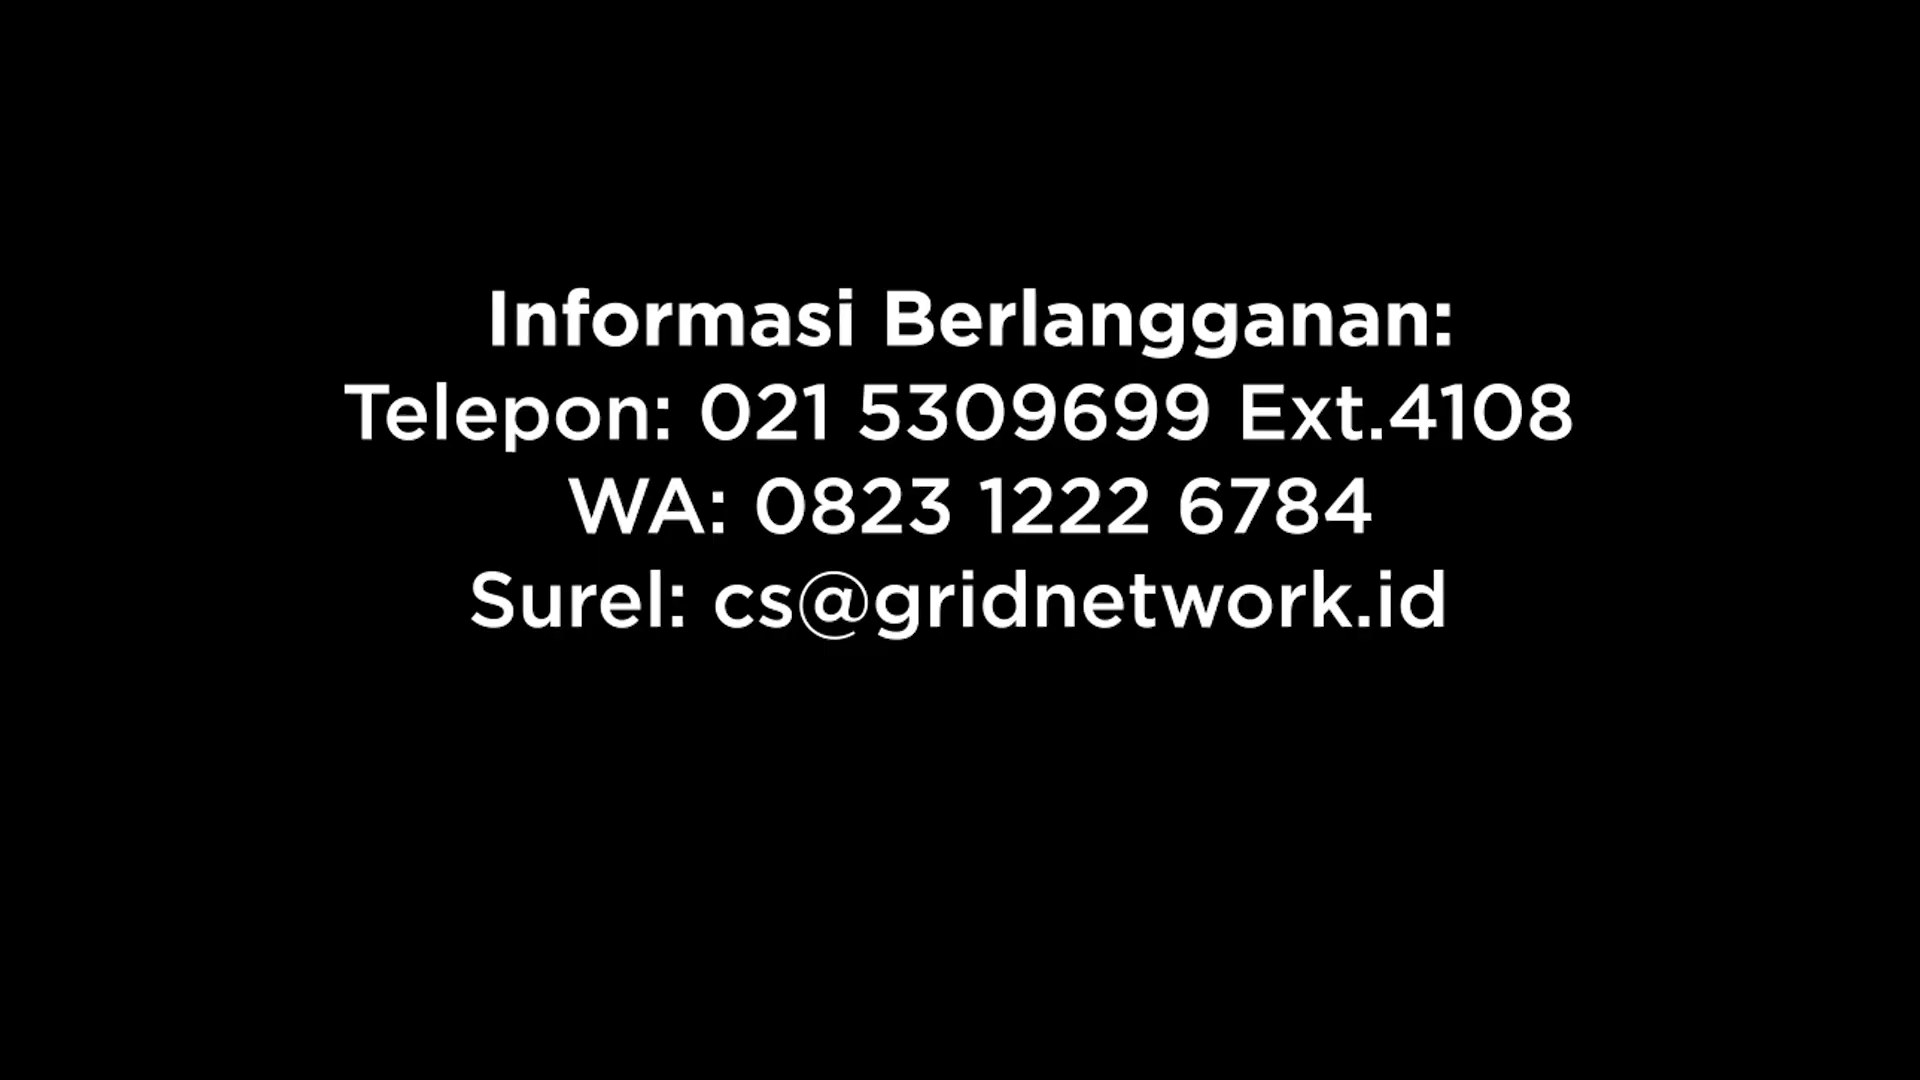 Informasi Berlangganan:
Telepon: 021 5309699 Ext.4108
WA: 0823 1222 6784
Surel: cs@gridnetwork.id